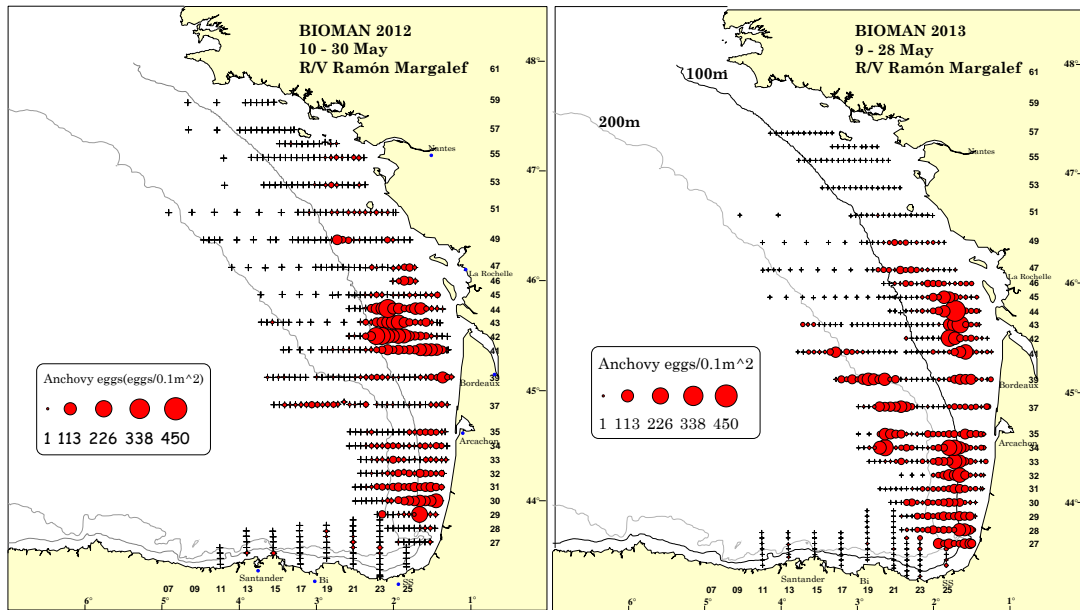 BIOMAN 2012
10 - 30 May
R/V Ramón Margalef
61
59
57
55
53
51
49
47
46
45
44
43
42
41
39
37
35
34
33
32
31
30
29
28
27
48°
47°
46°
45°
44°
Nantes
La Rochelle
Bordeaux
Arcachon
Anchovy eggs(eggs/0.1m^2)
1 113 226 338 450
Santander
Bi
SS
07 09 11 13 15 17 19 21 23 25
6° 5° 4° 3° 2° 1°
BIOMAN 2013
9 - 28 May
R/V Ramón Margalef
100m
200m
61
59
57
55
53
51
49
47
46
45
44
43
42
41
39
37
35
34
33
32
31
30
29
28
27
48°
47°
46°
45°
44°
Nantes
La Rochelle
Bordeaux
Arcachon
Anchovy eggs/0.1m^2
1 113 226 338 450
Santander
Bi
SS
07 09 11 13 15 17 19 21 23 25
6° 5° 4° 3° 2° 1°